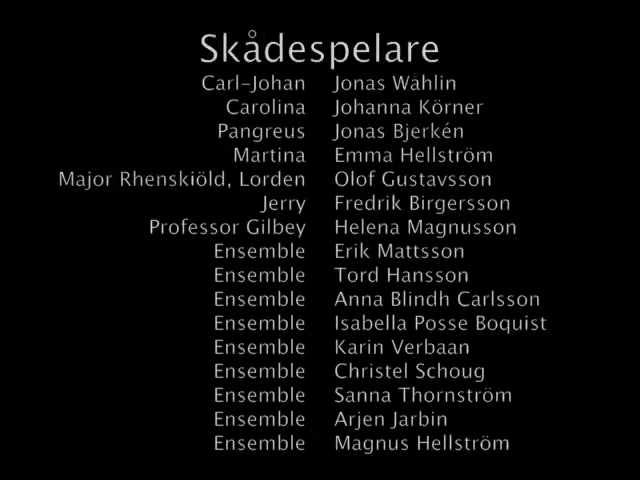 Skådespelare
Carl-Johan Jonas Wåhlin
Carolina Johanna Körner
Pangreus Jonas Bjerkén
Martina Emma Hellström
Major Rhenskiöld, Lorden Olof Gustavsson
Jerry Fredrik Birgersson
Professor Gilbey Helena Magnusson
Ensemble Erik Mattsson
Ensemble Tord Hansson
Ensemble Anna Blindh Carlsson
Ensemble Isabella Posse Boquist
Ensemble Karin Verbaan
Ensemble Christel Schoug
Ensemble Sanna Thornström
Ensemble Arjen Jarbin
Ensemble Magnus Hellström